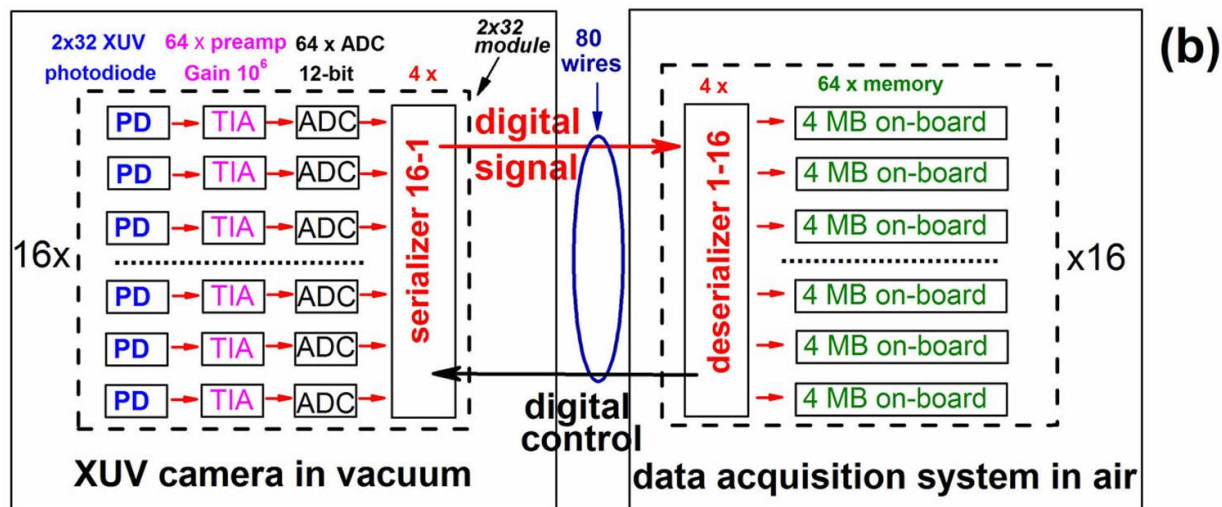 (b)
2x32 XUV
photodiode
64 x preamp
Gain 10⁶
64 x ADC
12-bit
4 x
2x32
module
16x
PD
TIA
ADC
PD
TIA
ADC
PD
TIA
ADC
PD
TIA
ADC
PD
TIA
ADC
PD
TIA
ADC
serializer 16-1
XUV camera in vacuum
80
wires
digital
signal
digital
control
4 x
64 x memory
deserializer 1-16
4 MB on-board
4 MB on-board
4 MB on-board
4 MB on-board
4 MB on-board
4 MB on-board
x16
data acquisition system in air